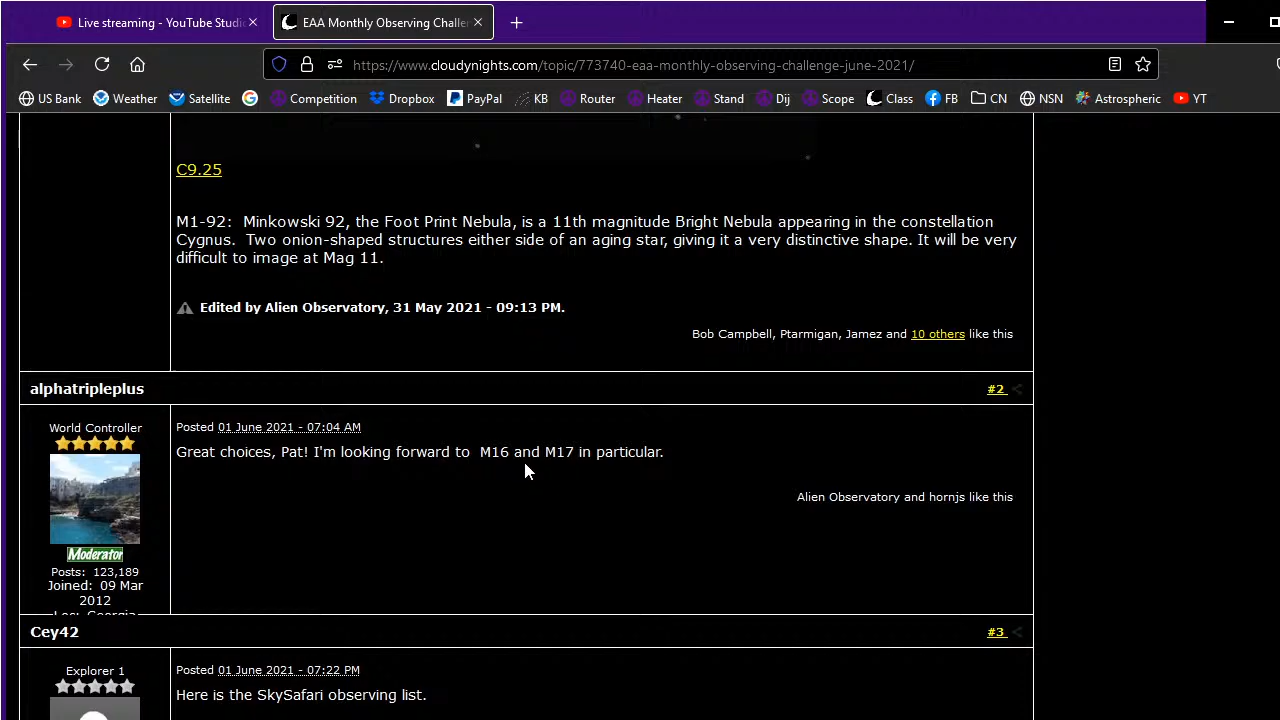 Live streaming - YouTube Studio
EAA Monthly Observing Challe
https://www.cloudynights.com/topic/773740-eaa-monthly-observing-challenge-june-2021/
US Bank Weather Satellite Competition Dropbox PayPal KB Router Heater Stand Dij Scope Class FB CN NSN Astrospheric YT
C9.25
M1-92:  Minkowski 92, the Foot Print Nebula, is a 11th magnitude Bright Nebula appearing in the constellation
Cygnus.  Two onion-shaped structures either side of an aging star, giving it a very distinctive shape. It will be very
difficult to image at Mag 11.
Edited by Alien Observatory, 31 May 2021 - 09:13 PM.
Bob Campbell, Ptarmigan, Jamez and 10 others like this
alphatripleplus #2
World Controller
Posted 01 June 2021 - 07:04 AM
Great choices, Pat! I'm looking forward to  M16 and M17 in particular.
Alien Observatory and hornjs like this
Moderator
Posts: 123,189
Joined: 09 Mar
2012
Loc: Georgia
Cey42 #3
Explorer 1
Posted 01 June 2021 - 07:22 PM
Here is the SkySafari observing list.